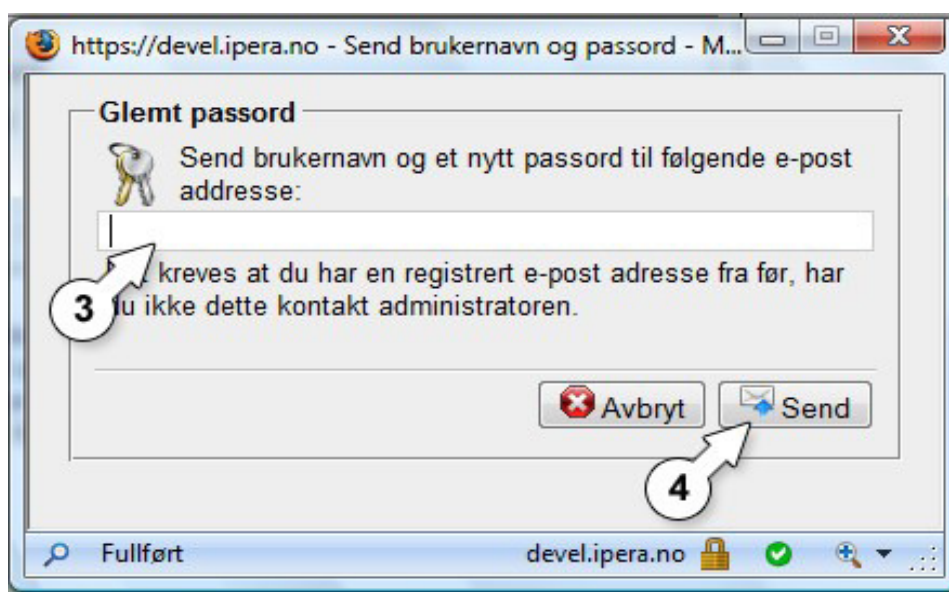 https://devel.ipera.no - Send brukernavn og passord - M...
Glemt passord
Send brukernavn og et nytt passord til følgende e-post
addresse:
kreves at du har en registrert e-post adresse fra før, har
du ikke dette kontakt administratoren.
3
Avbryt
Send
4
Fullført
devel.ipera.no